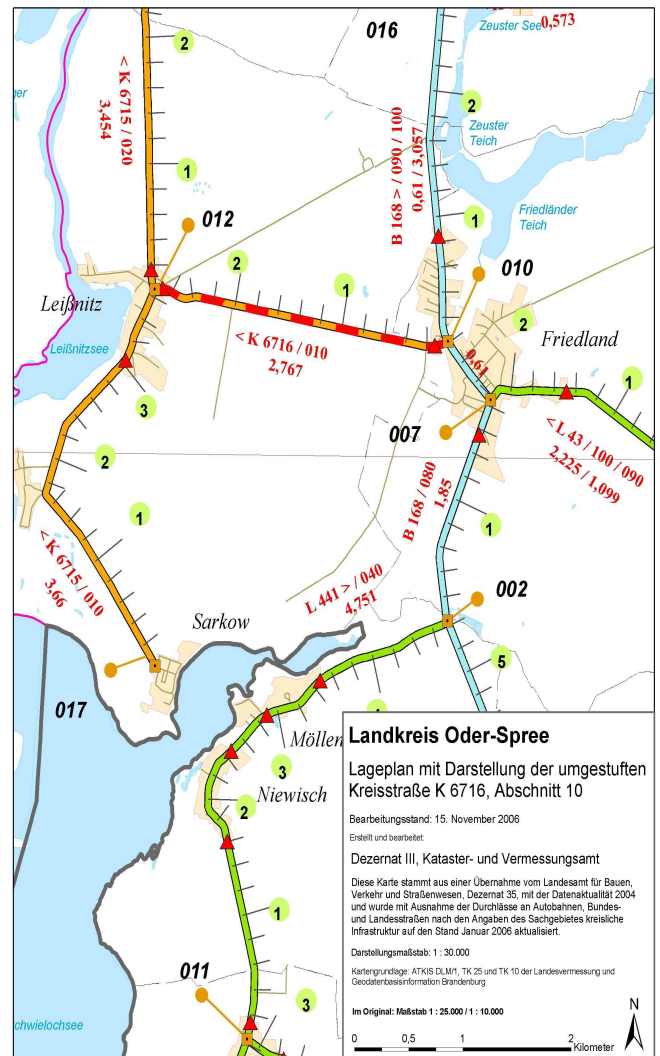 016
Zeuster See
0,573
2
< K 6715 / 020
3,454
B 168 > / 090 / 100
0,61 / 3,057
2
Zeuster
Teich
1
Friedländer
Teich
012
1
2
010
1
2
Leißnitz
Friedland
Leißnitzsee
< K 6716 / 010
2,767
0,61
1
3
007
< L 43 / 100 / 090
2,225 / 1,099
2
B 168 / 080
1,85
1
1
< K 6715 / 010
3,66
L 441 > / 040
4,751
002
Sarkow
5
017
Möllen
3
Niewisch
2
1
011
3
chwielochsee
Landkreis Oder-Spree
Lageplan mit Darstellung der umgestuften
Kreisstraße K 6716, Abschnitt 10
Bearbeitungsstand: 15. November 2006
Erstellt und bearbeitet:
Dezernat III, Kataster- und Vermessungsamt
Diese Karte stammt aus einer Übernahme vom Landesamt für Bauen,
Verkehr und Straßenwesen, Dezernat 35, mit der Datenaktualität 2004
und wurde mit Ausnahme der Durchlässe an Autobahnen, Bundes-
und Landesstraßen nach den Angaben des Sachgebietes kreisliche
Infrastruktur auf den Stand Januar 2006 aktualisiert.
Darstellungsmaßstab: 1 : 30.000
Kartengrundlage: ATKIS DLM/1, TK 25 und TK 10 der Landesvermessung und
Geodatenbasisinformation Brandenburg
Im Original: Maßstab 1 : 25.000 / 1 : 10.000
N
0 0,5 1 2
Kilometer